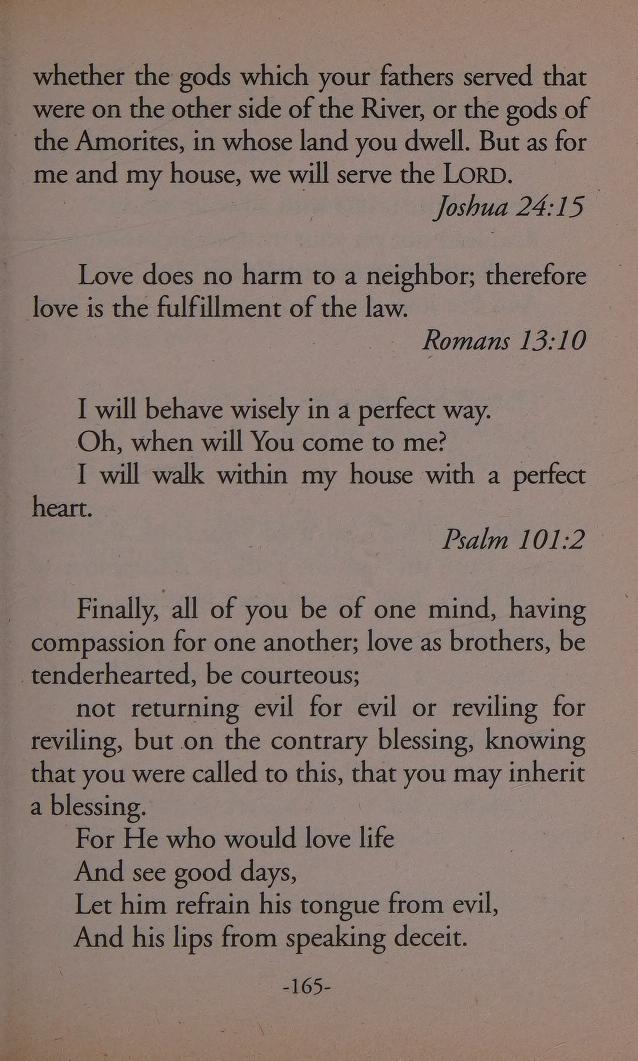 whether the gods which your fathers served that
were on the other side of the River, or the gods of
the Amorites, in whose land you dwell. But as for
me and my house, we will serve the LORD.
Joshua 24:15
Love does no harm to a neighbor; therefore
love is the fulfillment of the law.
Romans 13:10
I will behave wisely in a perfect way.
Oh, when will You come to me?
I will walk within my house with a perfect
heart.
Psalm 101:2
Finally, all of you be of one mind, having
compassion for one another; love as brothers, be
tenderhearted, be courteous;
not returning evil for evil or reviling for
reviling, but on the contrary blessing, knowing
that you were called to this, that you may inherit
a blessing.
For He who would love life
And see good days,
Let him refrain his tongue from evil,
And his lips from speaking deceit.
-165-